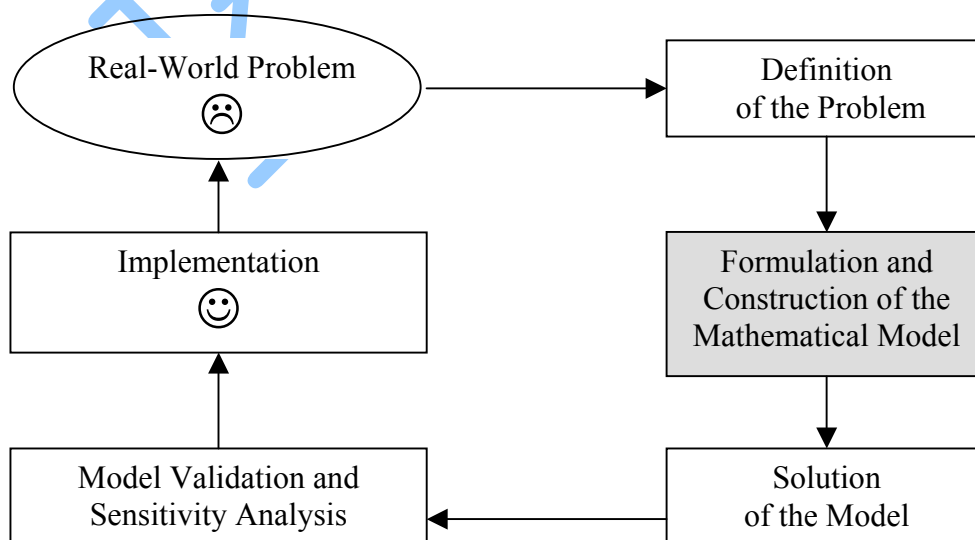 Real-World Problem
Definition
of the Problem
Implementation
Formulation and
Construction of the
Mathematical Model
Model Validation and
Sensitivity Analysis
Solution
of the Model